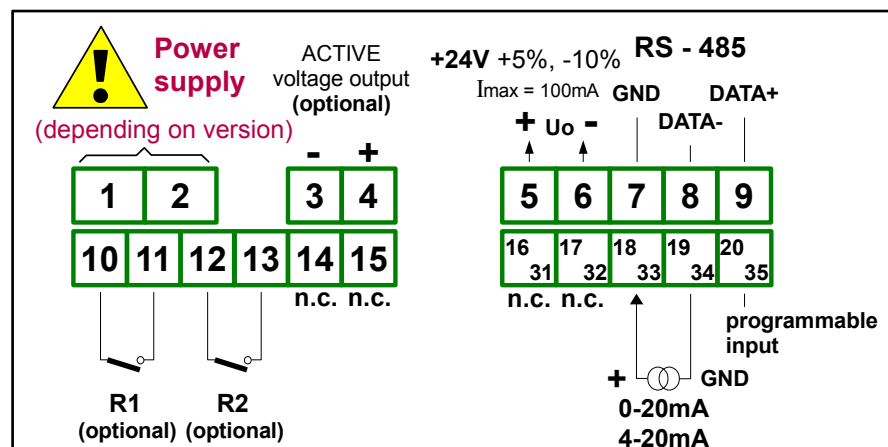 !
Power
supply
(depending on version)
ACTIVE
voltage output
(optional)
- +
+24V +5%, -10%
Imax = 100mA
+ Uo -
RS - 485
GND DATA+
DATA-
1 2 3 4 5 6 7 8 9
10 11 12 13 14 15
16 17 18 19 20
31 32 33 34 35
n.c. n.c. n.c. n.c.
programmable
input
+ GND
0-20mA
4-20mA
R1 R2
(optional) (optional)